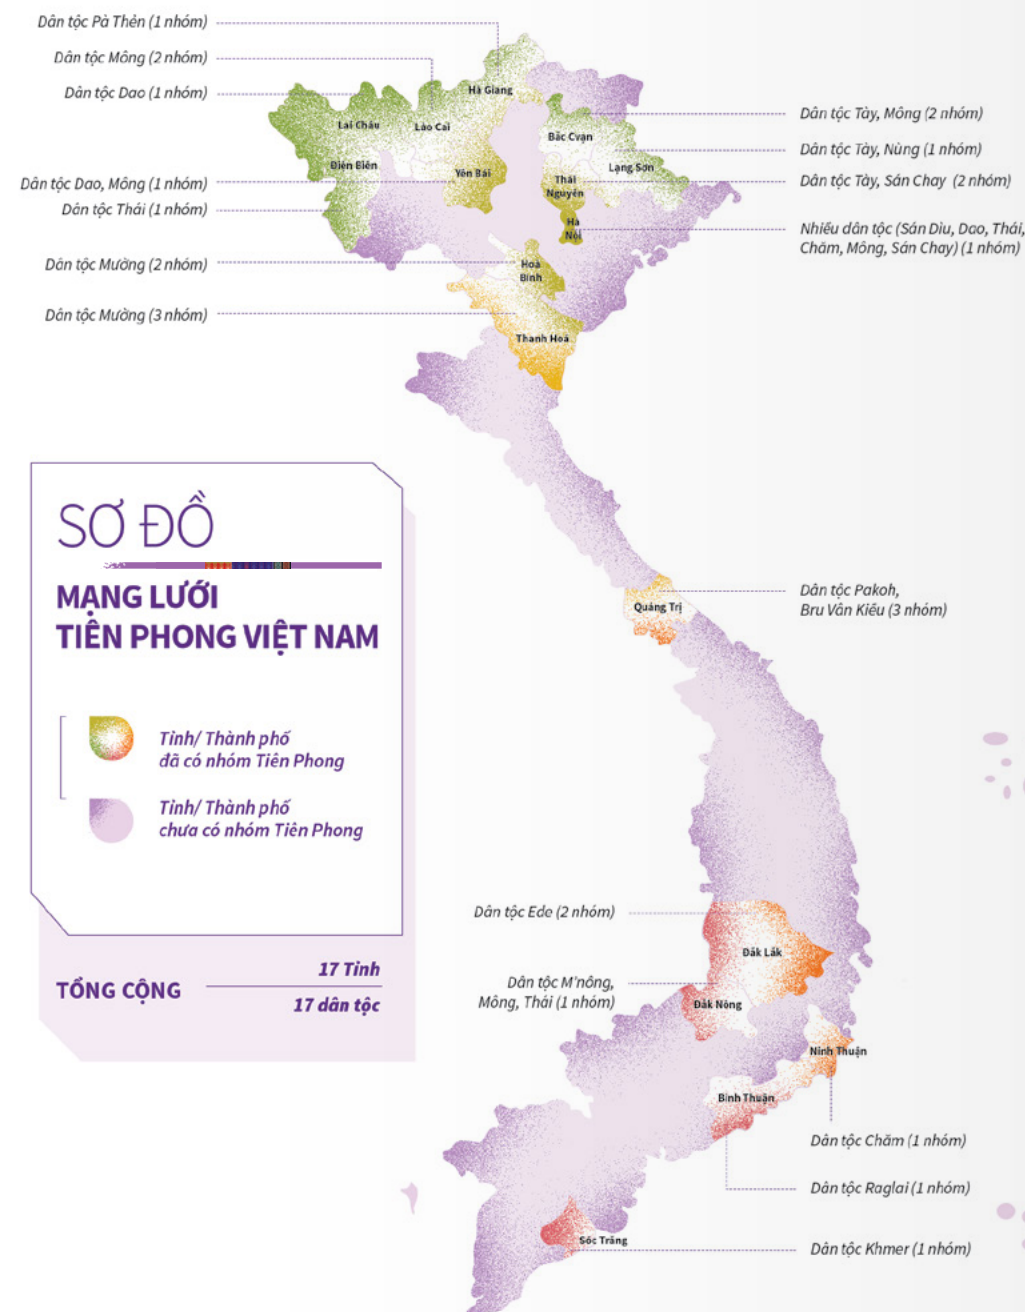 Dân tộc Pà Thẻn (1 nhóm)
Dân tộc Mông (2 nhóm)
Dân tộc Dao (1 nhóm)
Dân tộc Dao, Mông (1 nhóm)
Dân tộc Thái (1 nhóm)
Dân tộc Mường (2 nhóm)
Dân tộc Mường (3 nhóm)
Hà Giang
Lai Châu
Lào Cai
Điện Biên
Yên Bái
Bắc Cvạn
Lạng Sơn
Thái
Nguyên
Hà
Nội
Hoà
Bình
Thanh Hoá
Dân tộc Tày, Mông (2 nhóm)
Dân tộc Tày, Nùng (1 nhóm)
Dân tộc Tày, Sán Chay (2 nhóm)
Nhiều dân tộc (Sán Dìu, Dao, Thái,
Chăm, Mông, Sán Chay) (1 nhóm)
SƠ ĐỒ
MẠNG LƯỚI
TIÊN PHONG VIỆT NAM
Tỉnh/ Thành phố
đã có nhóm Tiên Phong
Tỉnh/ Thành phố
chưa có nhóm Tiên Phong
TỔNG CỘNG
17 Tỉnh
17 dân tộc
Quảng Trị
Dân tộc Pakoh,
Bru Vân Kiều (3 nhóm)
Dân tộc Ede (2 nhóm)
Đắk Lắk
Dân tộc M'nông,
Mông, Thái (1 nhóm)
Đắk Nông
Ninh Thuận
Bình Thuận
Dân tộc Chăm (1 nhóm)
Dân tộc Raglai (1 nhóm)
Sóc Trăng
Dân tộc Khmer (1 nhóm)